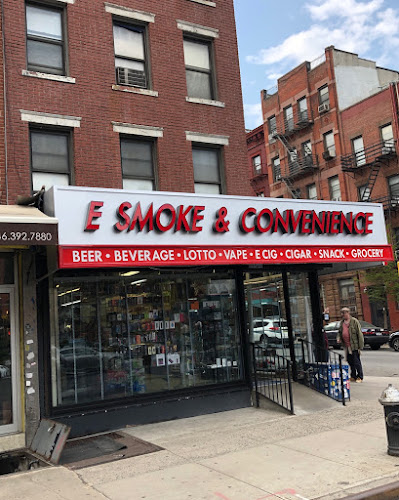 E SMOKE & CONVENIENCE
BEER • BEVERAGE • LOTTO • VAPE • E CIG • CIGAR • SNACK • GROCERY
6.392.7880